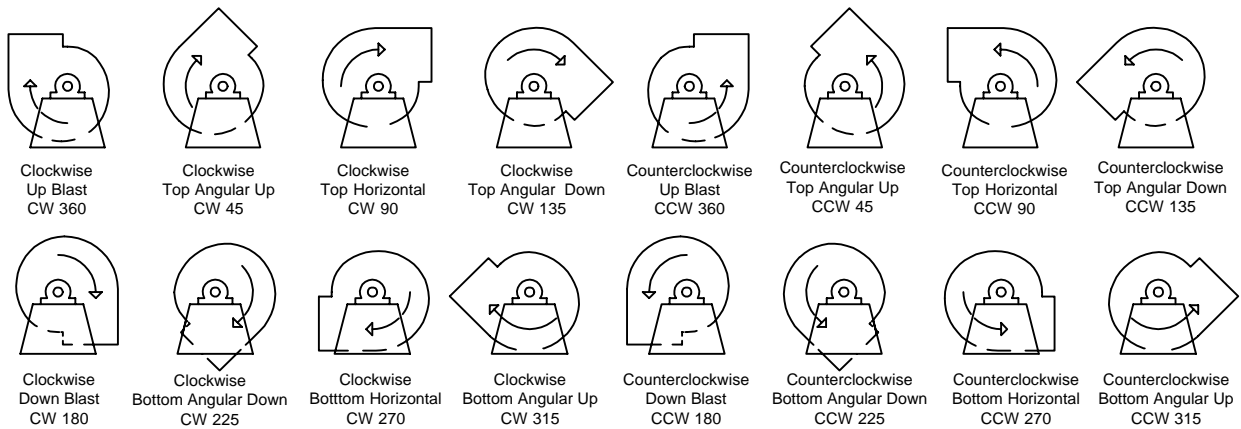 Clockwise
Up Blast
CW 360
Clockwise
Top Angular Up
CW 45
Clockwise
Top Horizontal
CW 90
Clockwise
Top Angular Down
CW 135
Counterclockwise
Up Blast
CCW 360
Counterclockwise
Top Angular Up
CCW 45
Counterclockwise
Top Horizontal
CCW 90
Counterclockwise
Top Angular Down
CCW 135
Clockwise
Down Blast
CW 180
Clockwise
Bottom Angular Down
CW 225
Clockwise
Botttom Horizontal
CW 270
Clockwise
Bottom Angular Up
CW 315
Counterclockwise
Down Blast
CCW 180
Counterclockwise
Bottom Angular Down
CCW 225
Counterclockwise
Bottom Horizontal
CCW 270
Counterclockwise
Bottom Angular Up
CCW 315